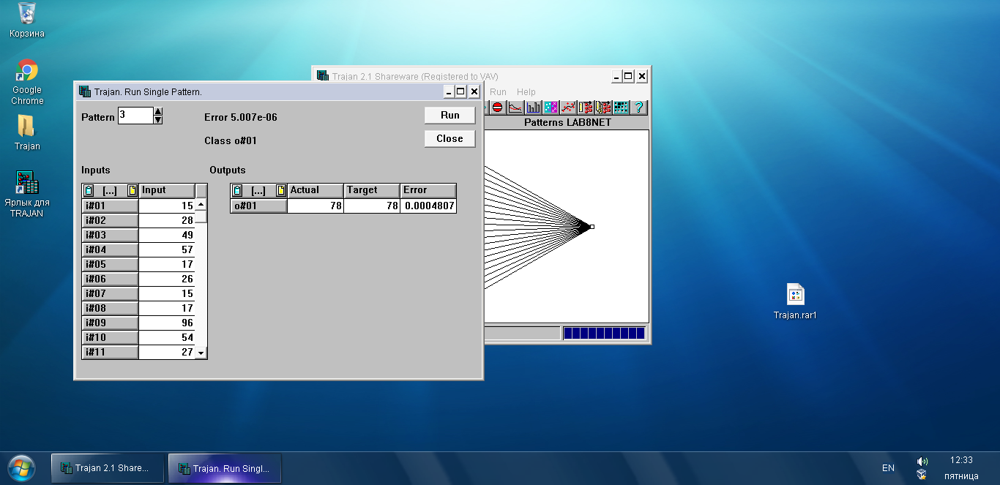 Корзина
Google
Chrome
Trajan
Ярлык для
TRAJAN
Trajan 2.1 Shareware (Registered to VAV)
Run Help
Patterns LAB8NET
Trajan. Run Single Pattern.
Pattern 3 Error 5.007e-06 Run
Class o#01 Close
Inputs Outputs
[...] Input [...] Actual Target Error
i#01 15 o#01 78 78 0.0004807
i#02 28
i#03 49
i#04 57
i#05 17
i#06 26
i#07 15
i#08 17
i#09 96
i#10 54
i#11 27
Trajan.rar1
Trajan 2.1 Share... Trajan. Run Singl... EN 12:33
пятница